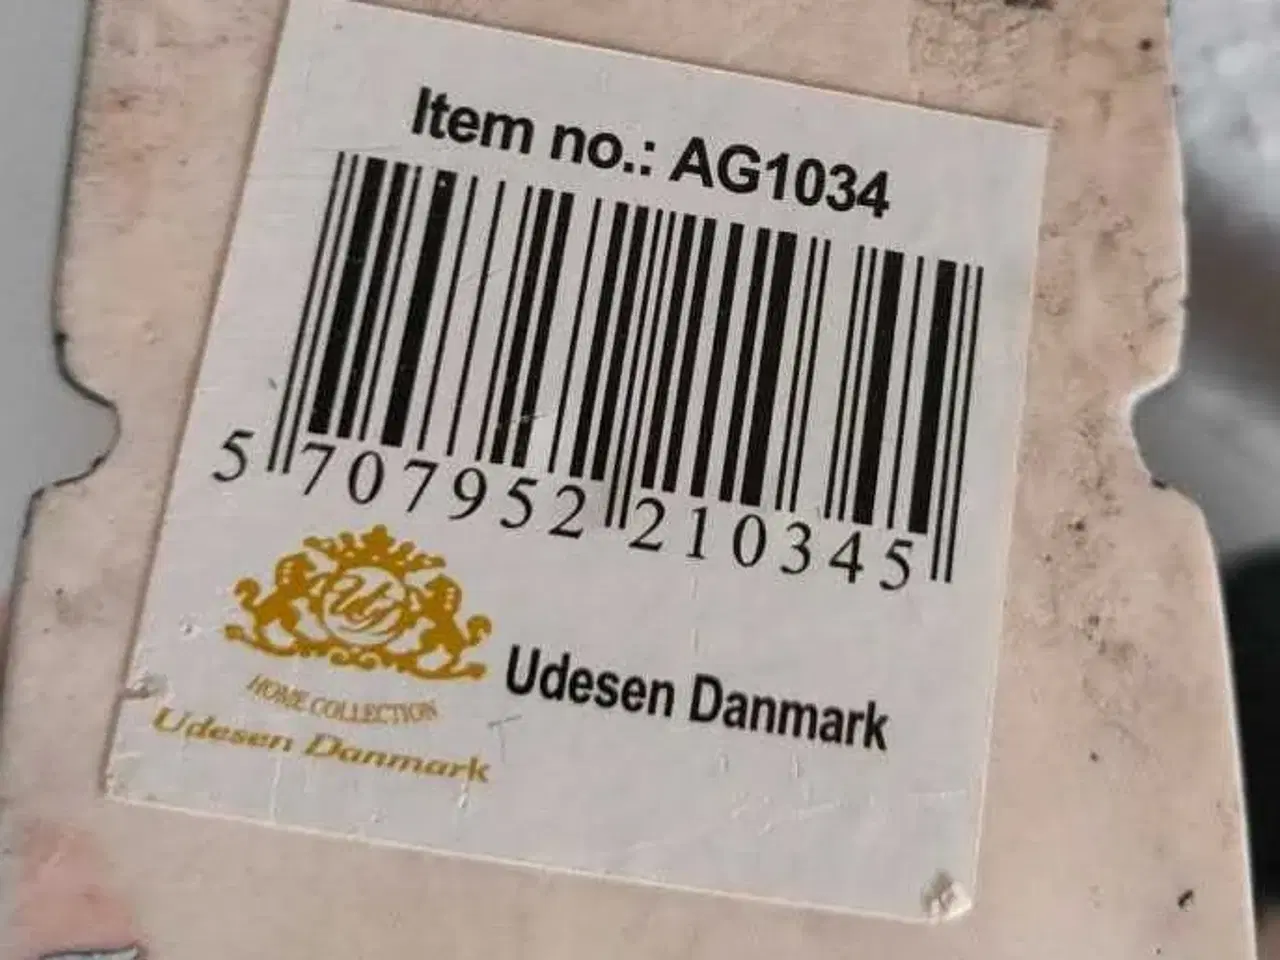 Item no.: AG1034
5 707952 210345
HOME COLLECTION
Udesen Danmark
Udesen Danmark